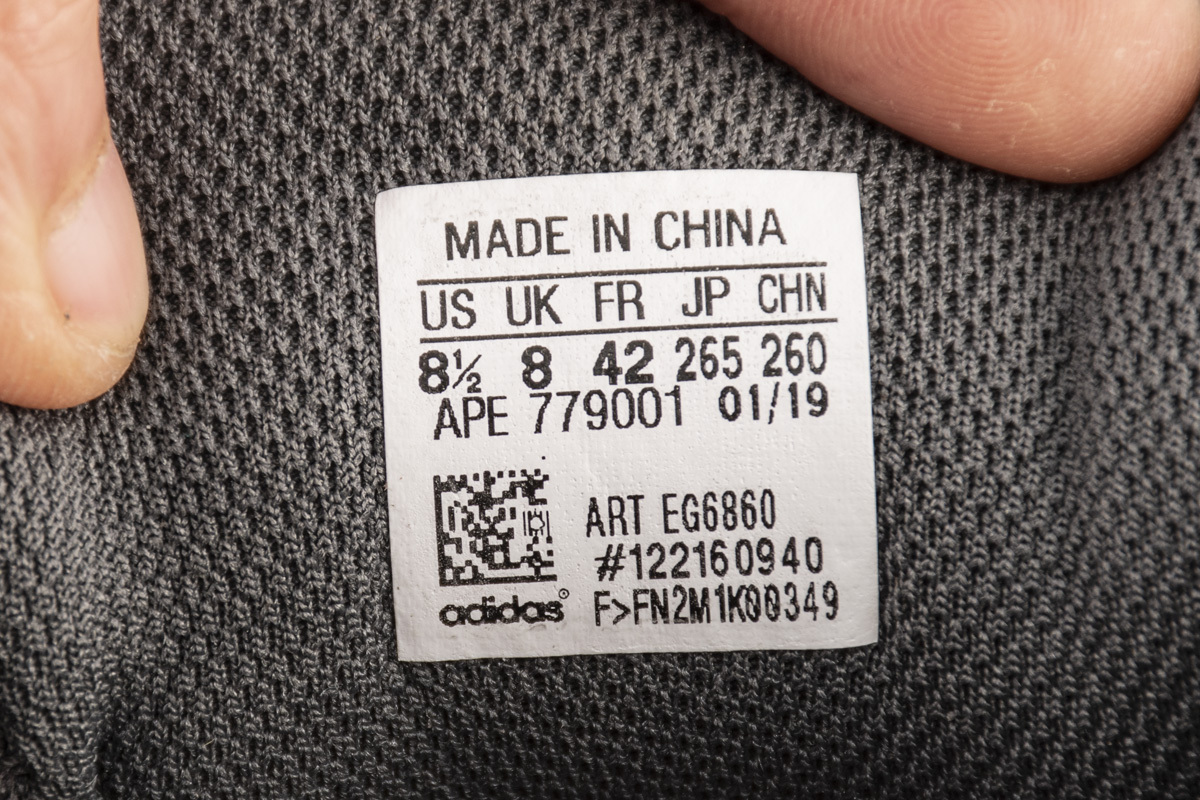 MADE IN CHINA
US UK FR JP CHN
8½ 8 42 265 260
APE 779001 01/19
ART EG6860
#122160940
adidas® F>FN2M1K00349